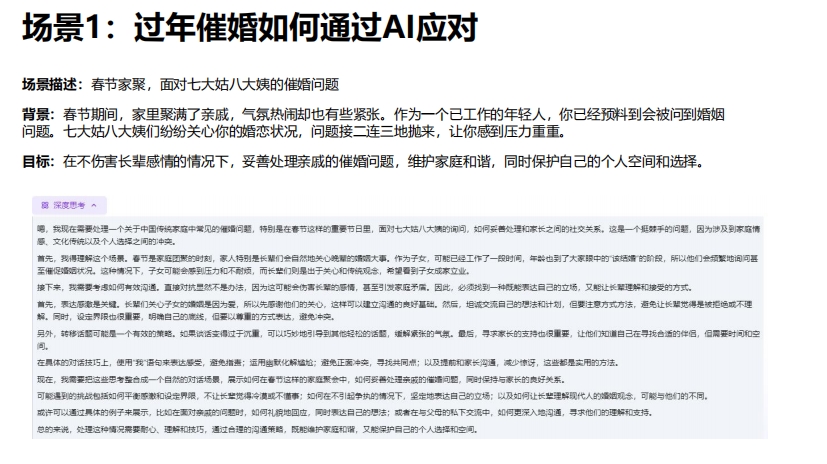 场景1：过年催婚如何通过AI应对
场景描述：春节家聚，面对七大姑八大姨的催婚问题
背景：春节期间，家里聚满了亲戚，气氛热闹却也有些紧张。作为一个已工作的年轻人，你已经预料到会被问到婚姻
问题。七大姑八大姨们纷纷关心你的婚恋状况，问题接二连三地抛来，让你感到压力重重。
目标：在不伤害长辈感情的情况下，妥善处理亲戚的催婚问题，维护家庭和谐，同时保护自己的个人空间和选择。
深度思考
嗯，我现在需要处理一个关于中国传统家庭中常见的催婚问题，特别是在春节这样的重要节日里，面对七大姑八大姨的询问，如何妥善处理和家长之间的社交关系。这是一个挺棘手的问题，因为涉及到家庭情
感、文化传统以及个人选择之间的冲突。
首先，我得理解这个场景。春节是家庭团聚的时刻，家人特别是长辈们会自然地关心晚辈的婚姻大事。作为子女，可能已经工作了一段时间，年龄也到了大家眼中的“该结婚”的阶段，所以他们会频繁地询问甚
至催促婚姻状况。这种情况下，子女可能会感到压力和不耐烦，而长辈们则是出于关心和传统观念，希望看到子女成家立业。
接下来，我需要考虑如何有效沟通。直接对抗显然不是办法，因为这可能会伤害长辈的感情，甚至引发家庭矛盾。因此，必须找到一种既能表达自己的立场，又能让长辈理解和接受的方式。
首先，表达感激是关键。长辈们关心子女的婚姻是因为爱，所以先感谢他们的关心，这样可以建立沟通的良好基础。然后，坦诚交流自己的想法和计划，但要注意方式方法，避免让长辈觉得是被拒绝或不理
解。同时，设定界限也很重要，明确自己的底线，但要以尊重的方式表达，避免冲突。
另外，转移话题可能是一个有效的策略。如果谈话变得过于沉重，可以巧妙地引导到其他轻松的话题，缓解紧张的气氛。最后，寻求家长的支持也很重要，让他们知道自己在寻找合适的伴侣，但需要时间和空
间。
在具体的对话技巧上，使用“我”语句来表达感受，避免指责；运用幽默化解尴尬；避免正面冲突，寻找共同点；以及提前和家长沟通，减少惊讶，这些都是实用的方法。
现在，我需要把这些思考整合成一个自然的对话场景，展示如何在春节这样的家庭聚会中，如何妥善处理亲戚的催婚问题，同时保持与家长的良好关系。
可能遇到的挑战包括如何平衡感激和设定界限，不让长辈觉得冷漠或不懂事；如何在不引起争执的情况下，坚定地表达自己的立场；以及如何让长辈理解现代人的婚姻观念，可能与他们的不同。
或许可以通过具体的例子来展示，比如在面对亲戚的问题时，如何礼貌地回应，同时表达自己的想法；或者在与父母的私下交流中，如何更深入地沟通，寻求他们的理解和支持。
总的来说，处理这种情况需要耐心、理解和技巧，通过合理的沟通策略，既能维护家庭和谐，又能保护自己的个人选择和空间。